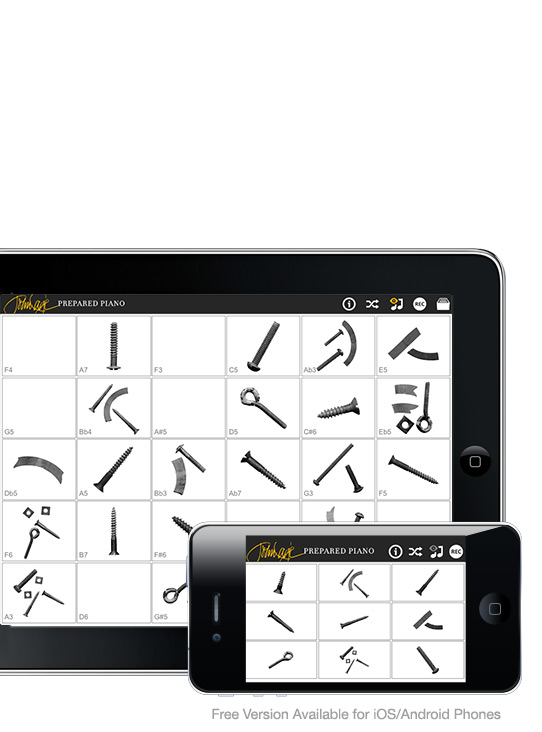 John Cage PREPARED PIANO REC
F4 A7 F3 C5 Ab3 E5
G5 Bb4 A#5 D5 C#6 Eb5
Db5 A5 Bb3 Ab7 G3 F5
F6 B7 F#6
A3 D6 G#5
John Cage PREPARED PIANO REC
Free Version Available for iOS/Android Phones